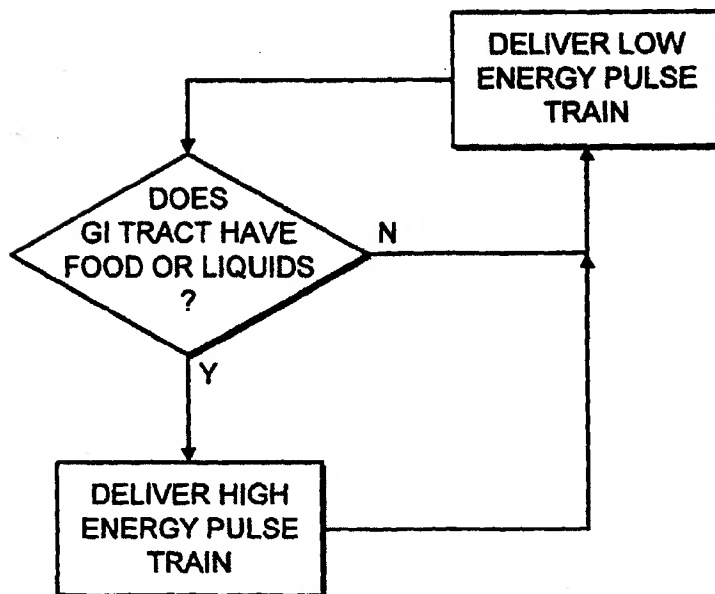 DELIVER LOW
ENERGY PULSE
TRAIN
DOES
GI TRACT HAVE
FOOD OR LIQUIDS
?
N
Y
DELIVER HIGH
ENERGY PULSE
TRAIN